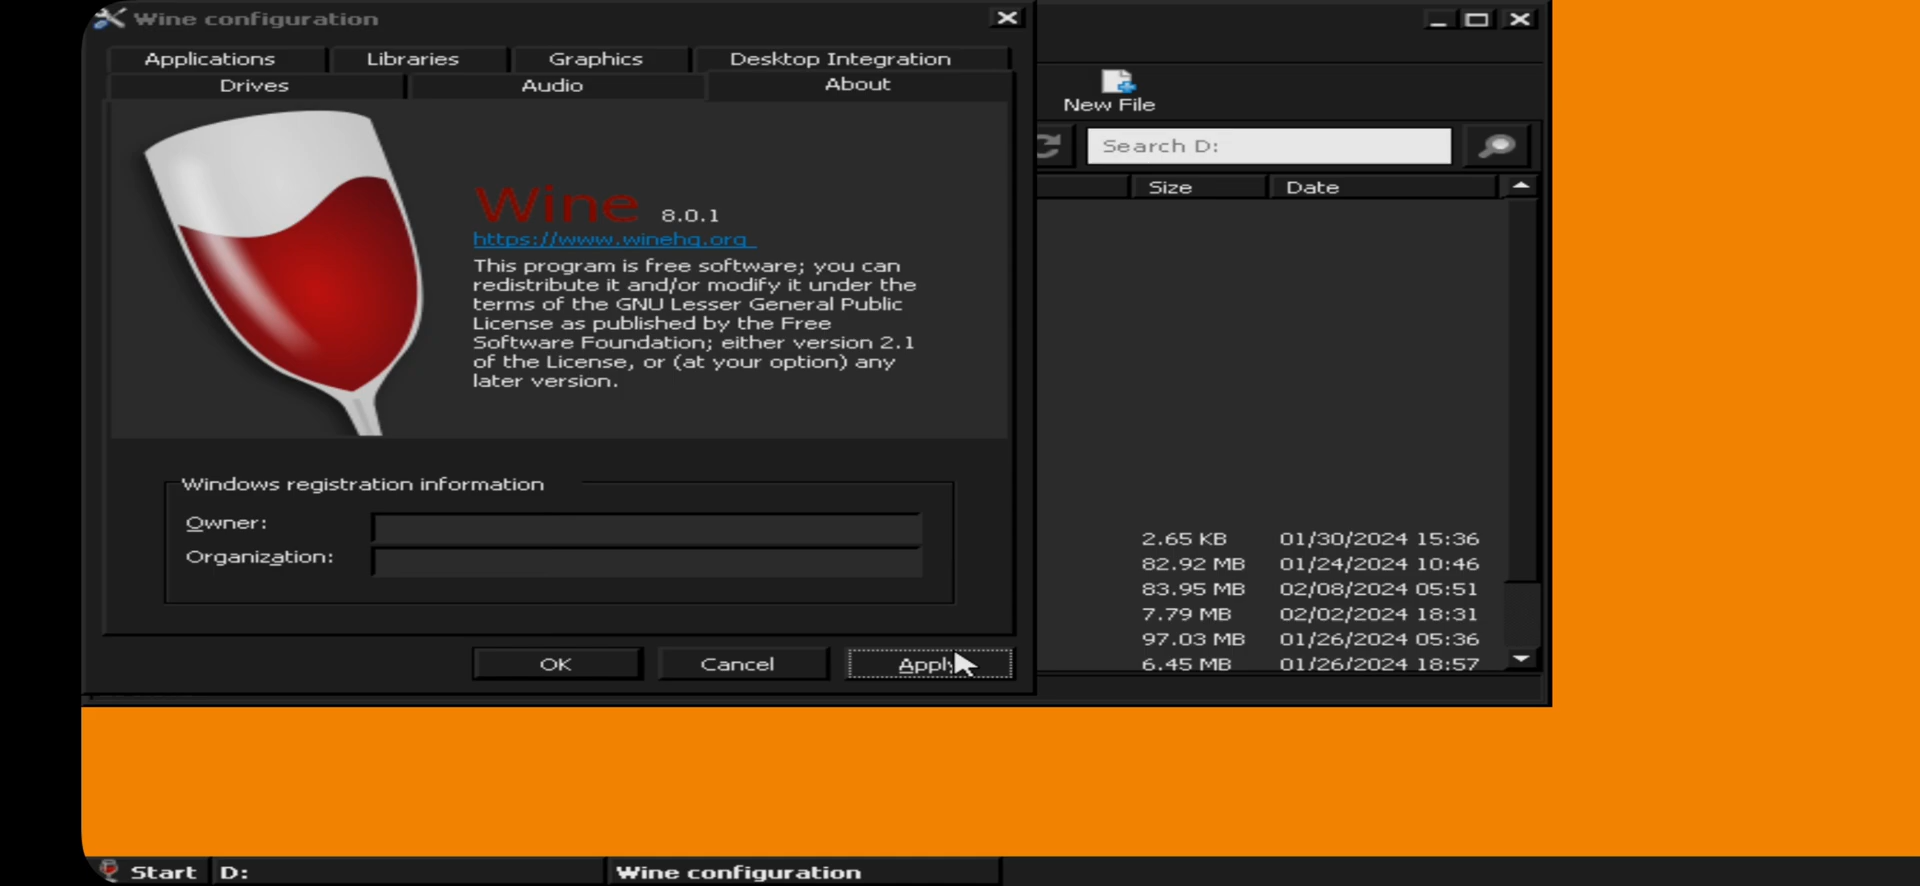 Wine configuration
Applications Libraries Graphics Desktop Integration
Drives Audio About
Wine 8.0.1
https://www.winehq.org
This program is free software; you can
redistribute it and/or modify it under the
terms of the GNU Lesser General Public
License as published by the Free
Software Foundation; either version 2.1
of the License, or (at your option) any
later version.
Windows registration information
Owner:
Organization:
OK Cancel Apply
New File
Search D:
Size Date
2.65 KB 01/30/2024 15:36
82.92 MB 01/24/2024 10:46
83.95 MB 02/08/2024 05:51
7.79 MB 02/02/2024 18:31
97.03 MB 01/26/2024 05:36
6.45 MB 01/26/2024 18:57
Start D: Wine configuration